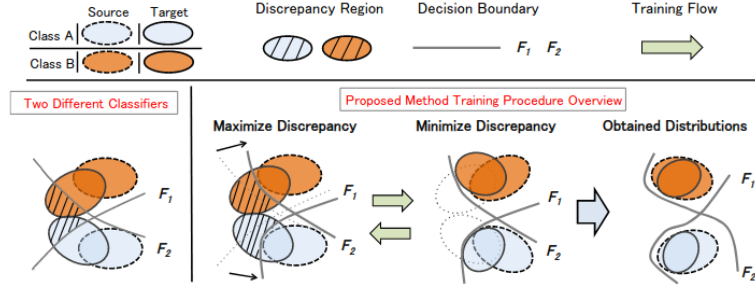 Source Target
Class A
Class B
Discrepancy Region
Decision Boundary
F1 F2
Training Flow
Two Different Classifiers
Proposed Method Training Procedure Overview
Maximize Discrepancy
Minimize Discrepancy
Obtained Distributions
F1
F2
F1
F2
F1
F2
F1
F2